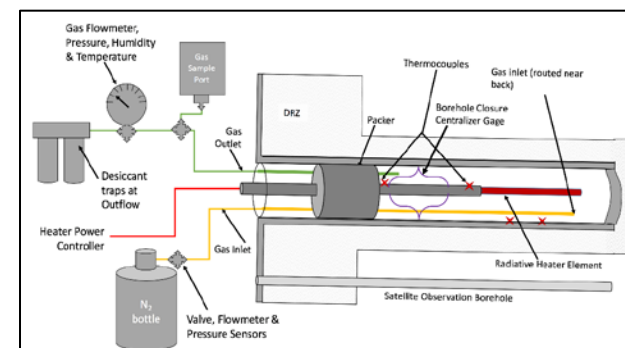 Gas Flowmeter,
Pressure, Humidity
& Temperature
Gas
Sample
Port
Thermocouples
Gas inlet (routed near
back)
DRZ
Packer
Borehole Closure
Centralizer Gage
Gas
Outlet
Desiccant
traps at
Outflow
Heater Power
Controller
Gas Inlet
Radiative Heater Element
N2
bottle
Valve, Flowmeter &
Pressure Sensors
Satellite Observation Borehole